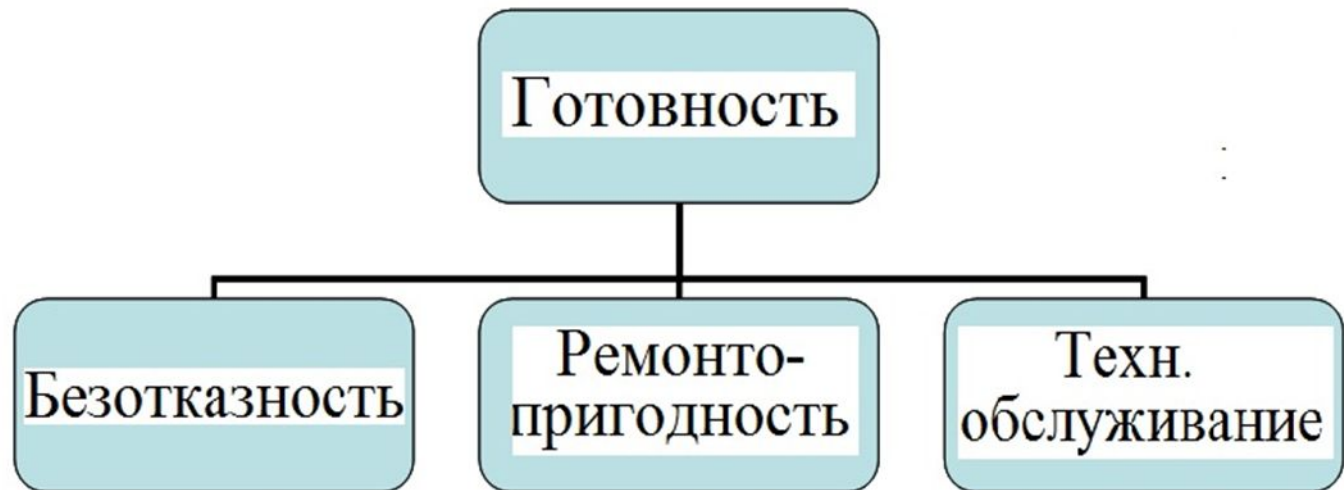 Готовность
Безотказность
Ремонто-
пригодность
Техн.
обслуживание